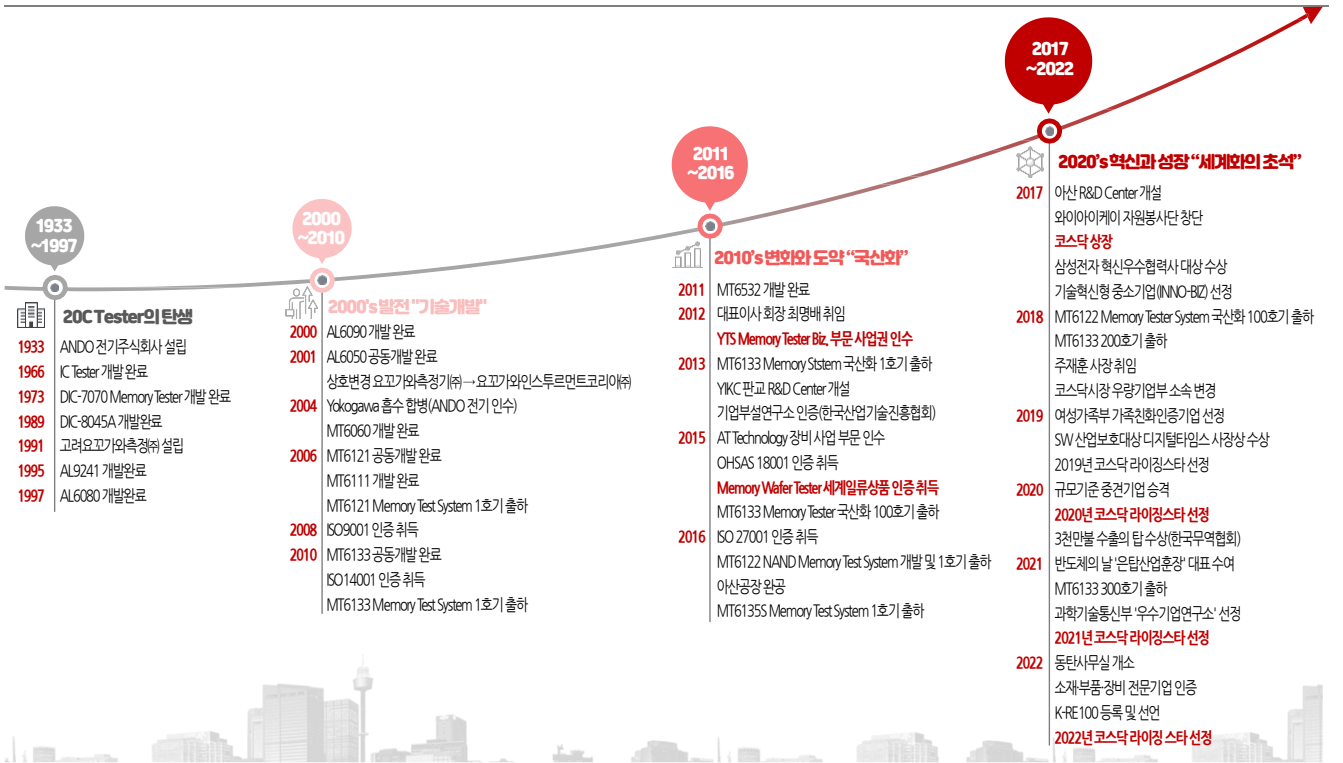 1933
~1997
20C Tester의 탄생
1933 ANDO 전기주식회사 설립
1966 IC Tester 개발 완료
1973 DIC-7070 Memory Tester 개발 완료
1989 DIC-8045A 개발완료
1991 고려요꼬가와측정㈜ 설립
1995 AL9241 개발완료
1997 AL6080 개발완료
2000
~2010
2000's 발전 "기술개발"
2000 AL6090 개발 완료
2001 AL6050 공동개발 완료
상호변경 요꼬가와측정기㈜→요꼬가와인스투르먼트코리아㈜
2004 Yokogawa 흡수 합병(ANDO 전기 인수)
MT6060 개발 완료
2006 MT6121 공동개발 완료
MT6111 개발 완료
MT6121 Memory Test System 1호기 출하
2008 ISO9001 인증 취득
2010 MT6133 공동개발 완료
ISO14001 인증 취득
MT6133 Memory Test System 1호기 출하
2011
~2016
2010's 변화와 도약 “국산화”
2011 MT6532 개발 완료
2012 대표이사 회장 최명배 취임
YTS Memory Tester Biz. 부문 사업권 인수
2013 MT6133 Memory Ststem 국산화 1호기 출하
YIKC 판교 R&D Center 개설
기업부설연구소 인증(한국산업기술진흥협회)
2015 AT Technology 장비 사업 부문 인수
OHSAS 18001 인증 취득
Memory Wafer Tester 세계일류상품 인증 취득
MT6133 Memory Tester 국산화 100호기 출하
2016 ISO 27001 인증 취득
MT6122 NAND Memory Test System 개발 및 1호기 출하
아산공장 완공
MT6135S Memory Test System 1호기 출하
2017
~2022
2020's 혁신과 성장 “세계화의 초석”
2017 아산 R&D Center 개설
와이아이케이 자원봉사단 창단
코스닥 상장
삼성전자 혁신우수협력사 대상 수상
기술혁신형 중소기업(INNO-BIZ) 선정
2018 MT6122 Memory Tester System 국산화 100호기 출하
MT6133 200호기 출하
주재훈 사장 취임
코스닥시장 우량기업부 소속 변경
2019 여성가족부 가족친화인증기업 선정
SW 산업보호대상 디지털타임스 사장상 수상
2019년 코스닥 라이징스타 선정
2020 규모기준 중견기업 승격
2020년 코스닥 라이징스타 선정
3천만불 수출의 탑 수상(한국무역협회)
2021 반도체의 날 '은탑산업훈장' 대표 수여
MT6133 300호기 출하
과학기술통신부 '우수기업연구소' 선정
2021년 코스닥 라이징스타 선정
2022 동탄사무실 개소
소재·부품·장비 전문기업 인증
K-RE100 등록 및 선언
2022년 코스닥 라이징 스타 선정